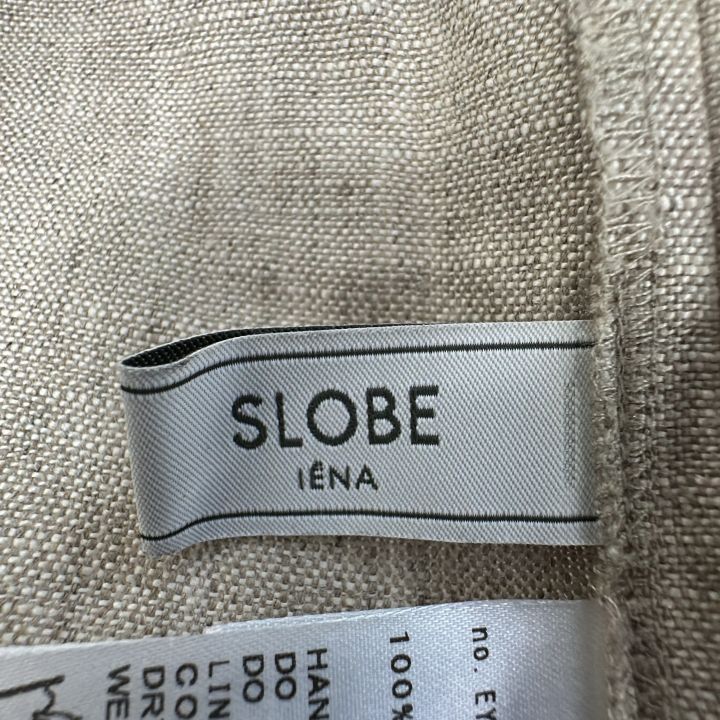 SLOBE
IÉNA
no. EY
100%
HAN
DO
DO
LIN
CO
DR
WE